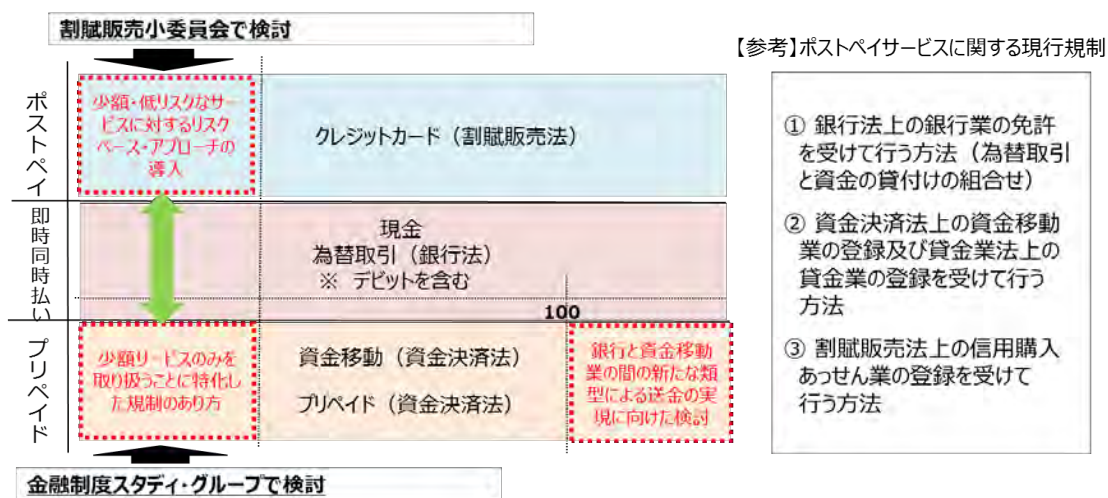 割賦販売小委員会で検討
【参考】ポストペイサービスに関する現行規制
ポストペイ
少額・低リスクなサー
ビスに対するリスク
ベース・アプローチの
導入
クレジットカード（割賦販売法）
即時同時払い
現金
為替取引（銀行法）
※ デビットを含む
100
プリペイド
少額サービスのみを
取り扱うことに特化し
た規制のあり方
資金移動（資金決済法）
プリペイド（資金決済法）
銀行と資金移動
業の間の新たな類
型による送金の実
現に向けた検討
金融制度スタディ・グループで検討
① 銀行法上の銀行業の免許
を受けて行う方法（為替取引
と資金の貸付けの組合せ）
② 資金決済法上の資金移動
業の登録及び貸金業法上の
貸金業の登録を受けて行う
方法
③ 割賦販売法上の信用購入
あっせん業の登録を受けて
行う方法